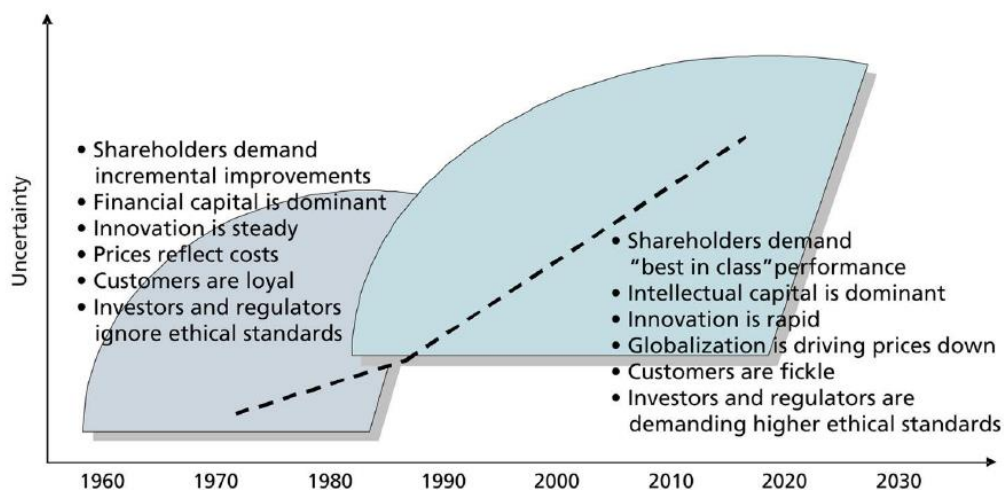 Uncertainty
• Shareholders demand
incremental improvements
• Financial capital is dominant
• Innovation is steady
• Prices reflect costs
• Customers are loyal
• Investors and regulators
ignore ethical standards
• Shareholders demand
“best in class” performance
• Intellectual capital is dominant
• Innovation is rapid
• Globalization is driving prices down
• Customers are fickle
• Investors and regulators are
demanding higher ethical standards
1960 1970 1980 1990 2000 2010 2020 2030